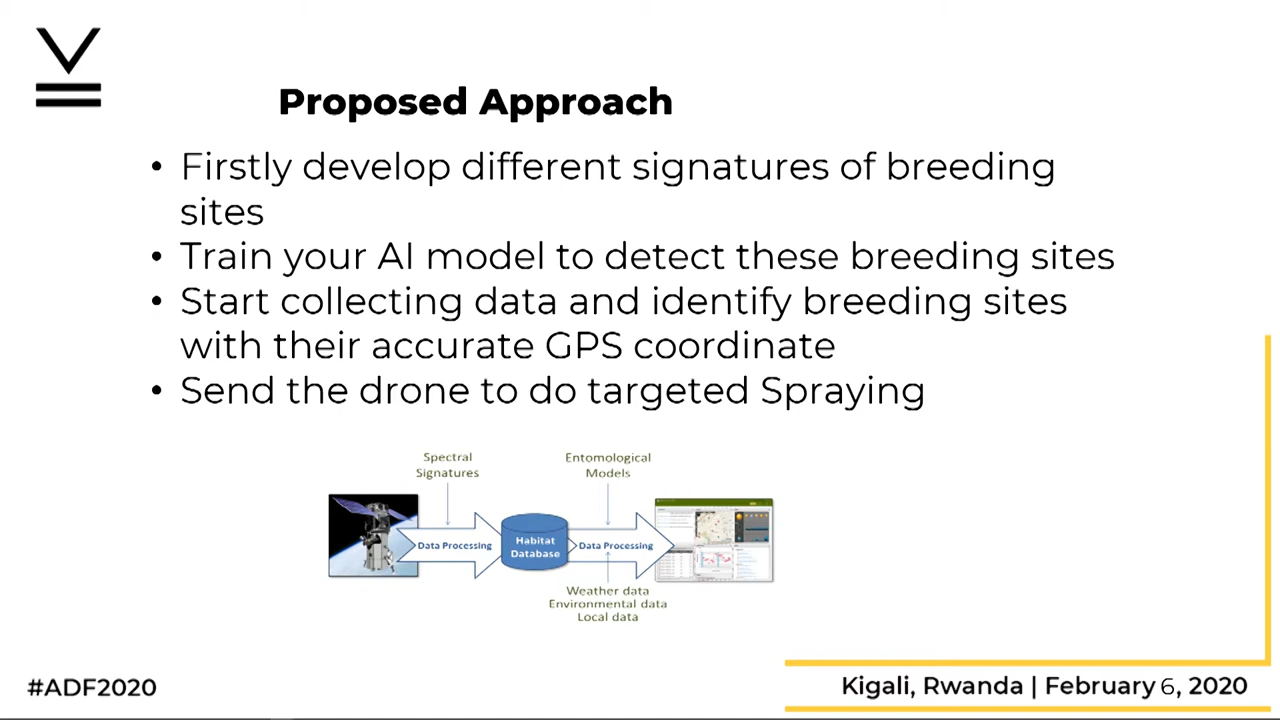 Proposed Approach
• Firstly develop different signatures of breeding
sites
• Train your AI model to detect these breeding sites
• Start collecting data and identify breeding sites
with their accurate GPS coordinate
• Send the drone to do targeted Spraying
Spectral
Signatures
Entomological
Models
Data Processing
Habitat
Database
Data Processing
Weather data
Environmental data
Local data
#ADF2020
Kigali, Rwanda | February 6, 2020